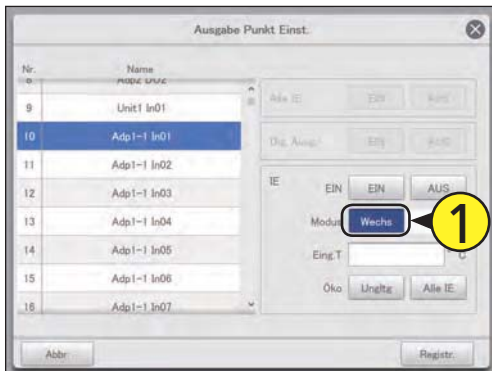 Ausgabe Punkt Einst.
Nr. Name
8 Adp2 DO2
9 Unit1 In01
10 Adp1-1 In01
11 Adp1-1 In02
12 Adp1-1 In03
13 Adp1-1 In04
14 Adp1-1 In05
15 Adp1-1 In06
16 Adp1-1 In07
Alle IE EIN AUS
Dig. Ausg. EIN AUS
IE EIN EIN AUS
Modus Wechs 1
Eing.T °C
Öko Ungltg Alle IE
Abbr Registr.